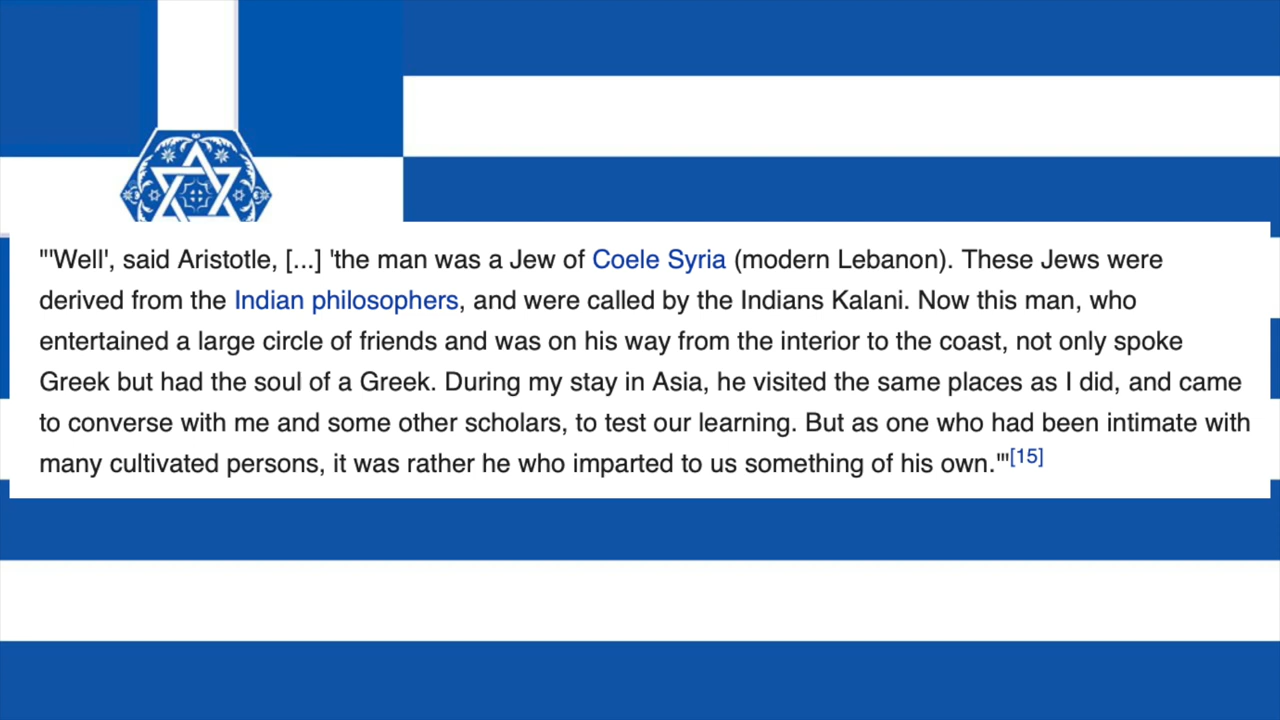 "'Well', said Aristotle, [...] 'the man was a Jew of Coele Syria (modern Lebanon). These Jews were
derived from the Indian philosophers, and were called by the Indians Kalani. Now this man, who
entertained a large circle of friends and was on his way from the interior to the coast, not only spoke
Greek but had the soul of a Greek. During my stay in Asia, he visited the same places as I did, and came
to converse with me and some other scholars, to test our learning. But as one who had been intimate with
many cultivated persons, it was rather he who imparted to us something of his own.'"[15]